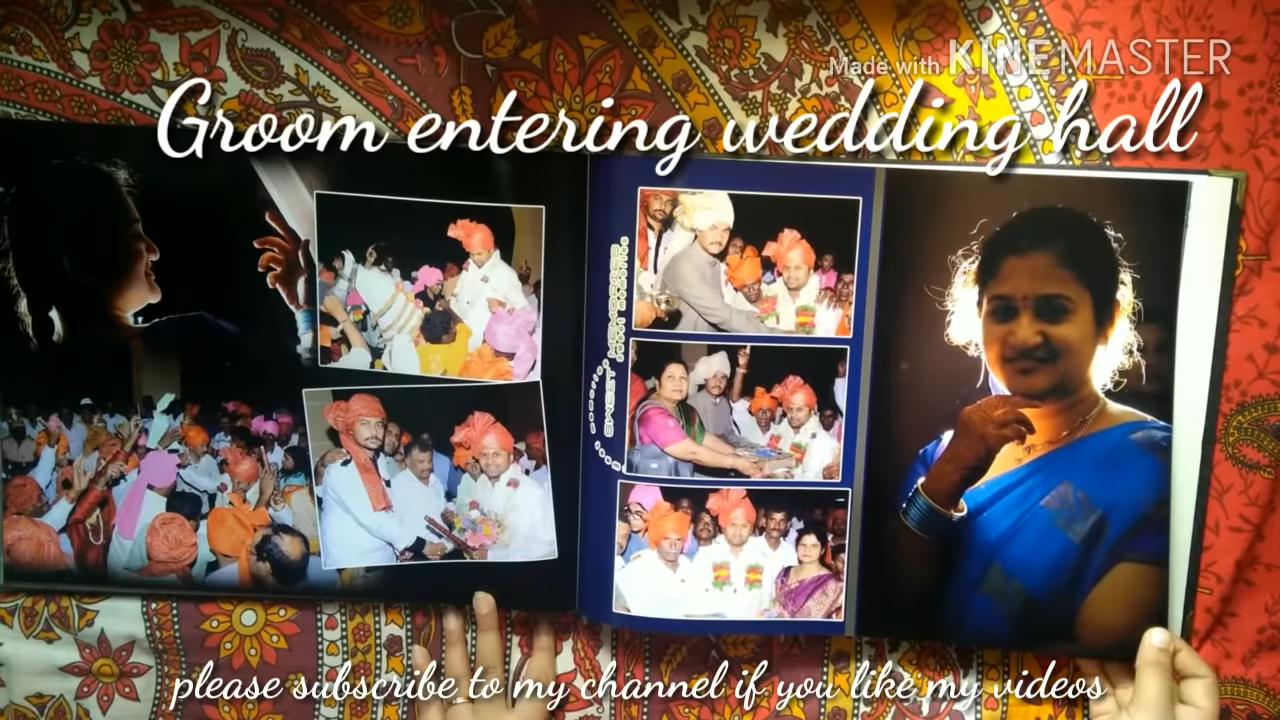 Made with KINEMASTER
Groom entering wedding hall
please subscribe to my channel if you like my videos